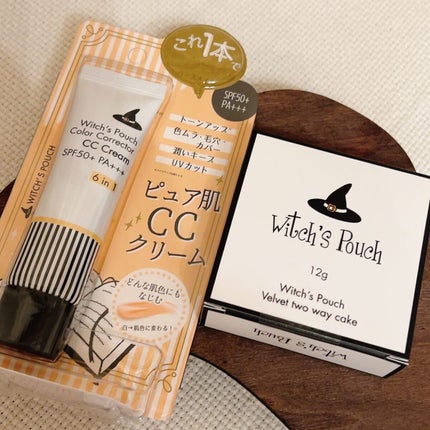 これ1本で
SPF50+
PA+++
トーンアップ
色ムラ・毛穴
カバー
潤いキープ
UVカット
Witch's Pouch
Color Corrector
CC Cream
SPF50+ PA+++
6 in 1
WITCH'S POUCH
ピュア肌
CC
クリーム
どんな肌色にも
なじむ
白→肌色に変わる!
Witch's Pouch
12g
Witch's Pouch
Velvet two way cake
Witch's Pouch